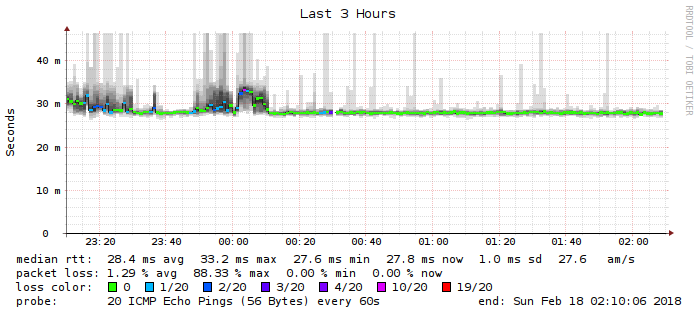 Last 3 Hours
RRDTOOL / TOBI OETIKER
Seconds
40 m
30 m
20 m
10 m
0
23:20 23:40 00:00 00:20 00:40 01:00 01:20 01:40 02:00
median rtt: 28.4 ms avg 33.2 ms max 27.6 ms min 27.8 ms now 1.0 ms sd 27.6 am/s
packet loss: 1.29 % avg 88.33 % max 0.00 % min 0.00 % now
loss color: 0 1/20 2/20 3/20 4/20 10/20 19/20
probe: 20 ICMP Echo Pings (56 Bytes) every 60s end: Sun Feb 18 02:10:06 2018